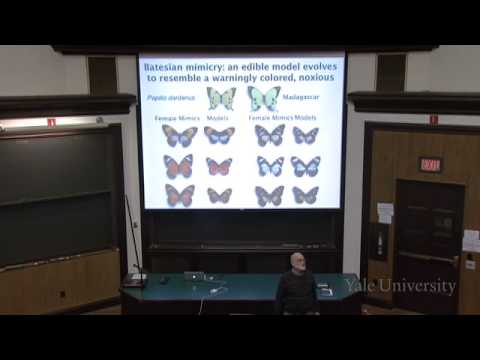 Batesian mimicry: an edible model evolves
to resemble a warningly colored, noxious
Papilio dardanus
Madagascar
Female Mimics Models
Female Mimics Models
EXIT
Yale University